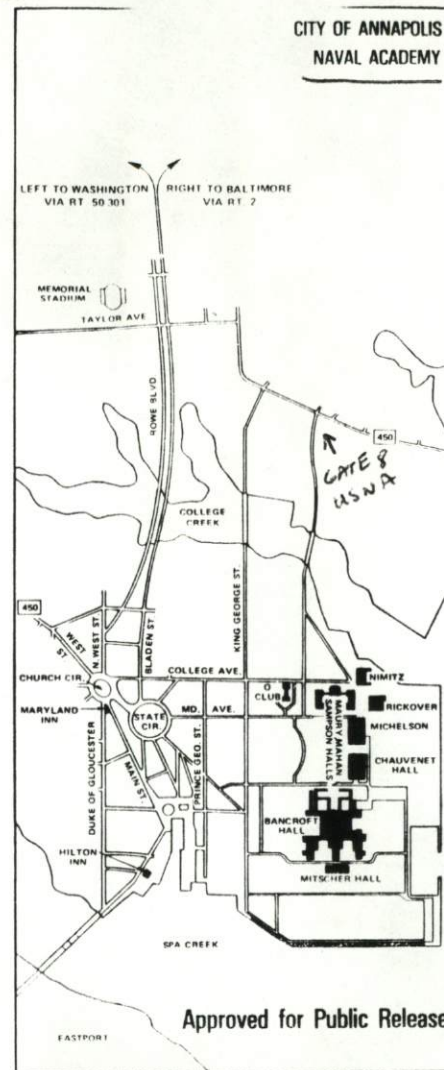 CITY OF ANNAPOLIS
NAVAL ACADEMY
LEFT TO WASHINGTON
VIA RT 50.301
RIGHT TO BALTIMORE
VIA RT. 2
MEMORIAL
STADIUM
TAYLOR AVE
ROWE BLVD
450
GATE 8
USNA
COLLEGE
CREEK
KING GEORGE ST.
450
WEST ST
N. WEST ST.
BLADEN ST.
COLLEGE AVE.
CHURCH CIR.
NIMITZ
O CLUB
RICKOVER
MARYLAND
INN
STATE
CIR.
MD. AVE.
MAURY MAHAN
SAMPSON HALLS
MICHELSON
CHAUVENET
HALL
DUKE OF GLOUCESTER
MAIN ST.
PRINCE GEO. ST.
BANCROFT
HALL
HILTON
INN
MITSCHER HALL
SPA CREEK
Approved for Public Release
EASTPORT